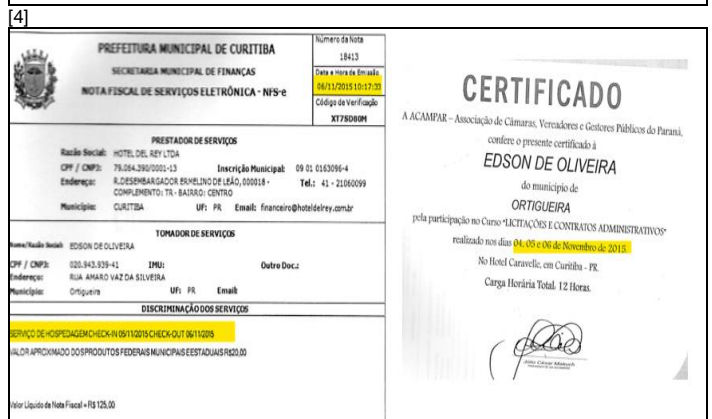 [4]
PREFEITURA MUNICIPAL DE CURITIBA
SECRETARIA MUNICIPAL DE FINANÇAS
NOTA FISCAL DE SERVIÇOS ELETRÔNICA - NFS-e
Número da Nota
18413
Data e Hora de Emissão
06/11/2015 10:17:33
Código de Verificação
XT7SD80M
PRESTADOR DE SERVIÇOS
Razão Social: HOTEL DEL REY LTDA
CPF / CNPJ: 79.084.390/0001-13 Inscrição Municipal: 09 01 0163096-4
Endereço: R.DESEMBARGADOR ERMELINO DE LEÃO, 000018 - Tel.: 41 - 21060099
COMPLEMENTO: TR - BAIRRO: CENTRO
Município: CURITIBA UF: PR Email: financeiro@hoteldelrey.com.br
TOMADOR DE SERVIÇOS
Nome/Razão Social: EDSON DE OLIVEIRA
CPF / CNPJ: 020.943.939-41 IMU: Outro Doc.:
Endereço: RUA AMARO VAZ DA SILVEIRA
Município: Ortigueira UF: PR Email:
DISCRIMINAÇÃO DOS SERVIÇOS
SERVIÇO DE HOSPEDAGEM CHECK-IN 05/11/2015 CHECK-OUT 06/11/2015
VALOR APROXIMADO DOS PRODUTOS FEDERAIS MUNICIPAIS E ESTADUAIS R$20,00
Valor Líquido de Nota Fiscal = R$ 125,00
CERTIFICADO
A ACAMPAR – Associação de Câmaras, Vereadores e Gestores Públicos do Paraná,
confere o presente certificado à
EDSON DE OLIVEIRA
do município de
ORTIGUEIRA
pela participação no Curso "LICITAÇÕES E CONTRATOS ADMINISTRATIVOS"
realizado nos dias 04, 05 e 06 de Novembro de 2015.
No Hotel Caravelle, em Curitiba - PR.
Carga Horária Total: 12 Horas.